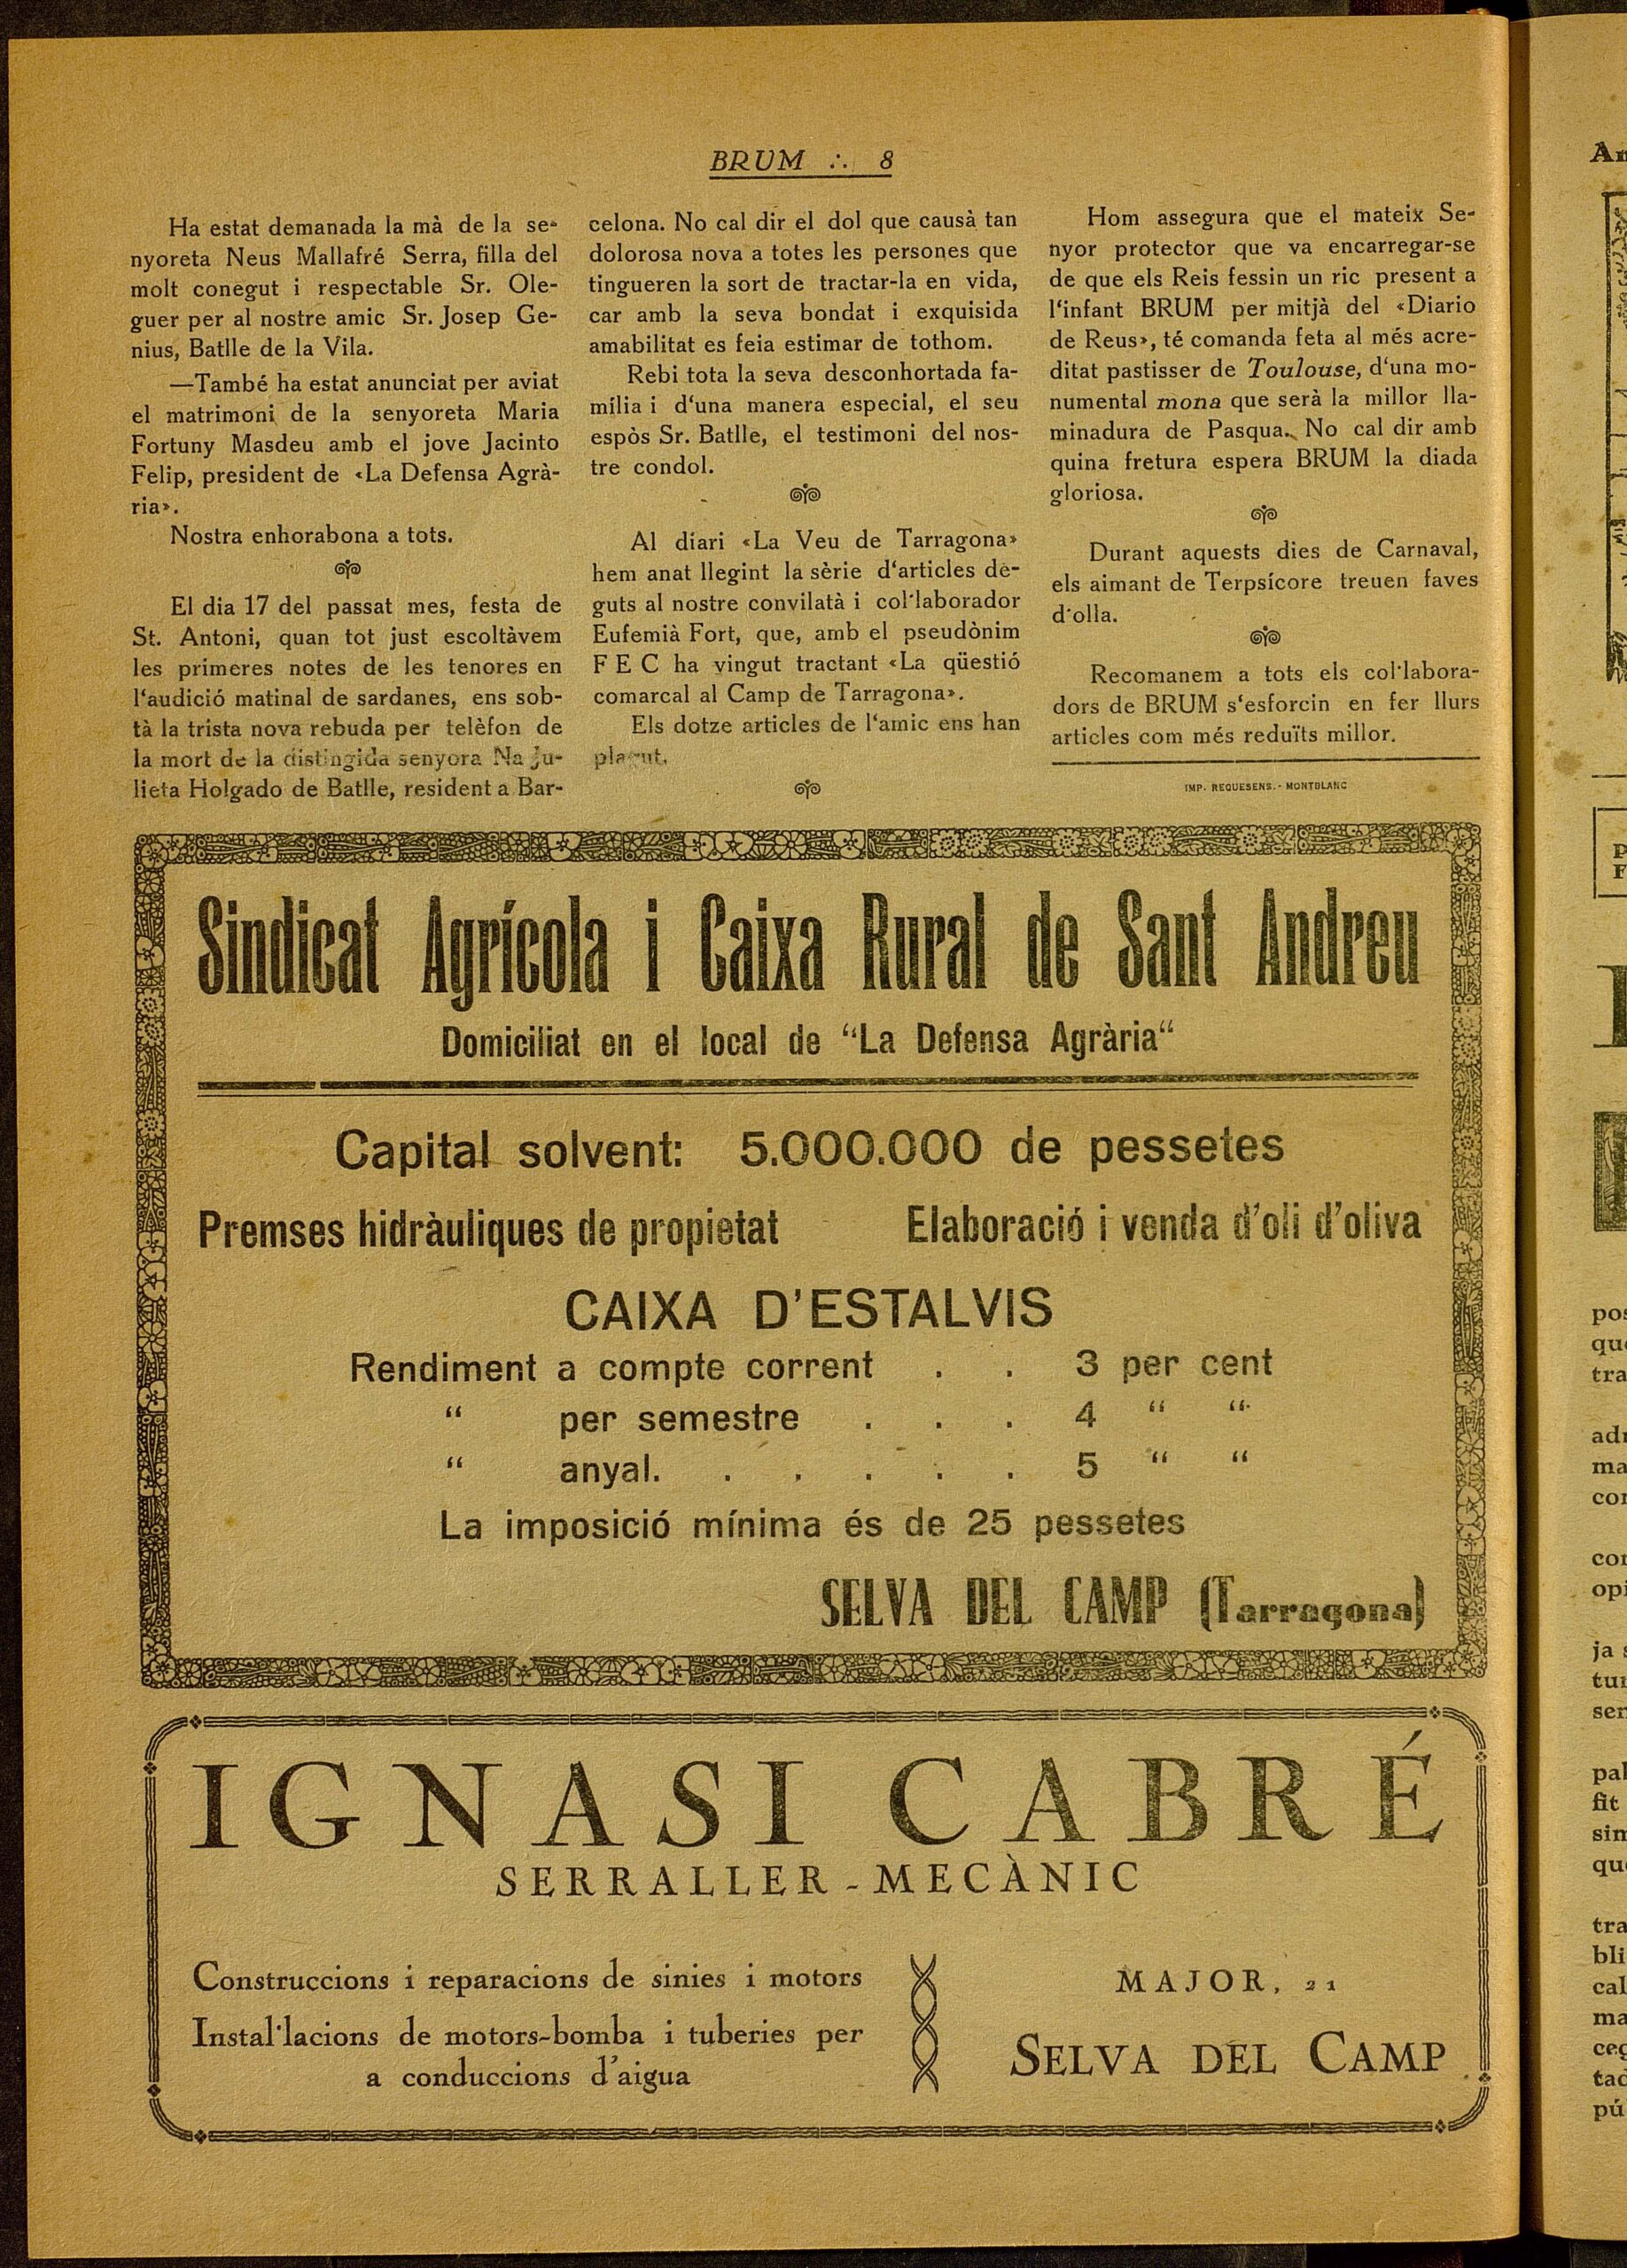 BRUM ∴ 8
Ha estat demanada la mà de la se-
nyoreta Neus Mallafré Serra, filla del
molt conegut i respectable Sr. Ole-
guer per al nostre amic Sr. Josep Ge-
nius, Batlle de la Vila.
—També ha estat anunciat per aviat
el matrimoni de la senyoreta Maria
Fortuny Masdeu amb el jove Jacinto
Felip, president de «La Defensa Agrà-
ria».
Nostra enhorabona a tots.
El dia 17 del passat mes, festa de
St. Antoni, quan tot just escoltàvem
les primeres notes de les tenores en
l‘audició matinal de sardanes, ens sob-
tà la trista nova rebuda per telèfon de
la mort de la distingida senyora Na Ju-
lieta Holgado de Batlle, resident a Bar-
celona. No cal dir el dol que causà tan
dolorosa nova a totes les persones que
tingueren la sort de tractar-la en vida,
car amb la seva bondat i exquisida
amabilitat es feia estimar de tothom.
Rebi tota la seva desconhortada fa-
mília i d‘una manera especial, el seu
espòs Sr. Batlle, el testimoni del nos-
tre condol.
Al diari «La Veu de Tarragona»
hem anat llegint la sèrie d‘articles de-
guts al nostre convilatà i col·laborador
Eufemià Fort, que, amb el pseudònim
F E C ha vingut tractant «La qüestió
comarcal al Camp de Tarragona».
Els dotze articles de l‘amic ens han
plagut.
Hom assegura que el mateix Se-
nyor protector que va encarregar-se
de que els Reis fessin un ric present a
l‘infant BRUM per mitjà del «Diario
de Reus», té comanda feta al més acre-
ditat pastisser de Toulouse, d‘una mo-
numental mona que serà la millor lla-
minadura de Pasqua. No cal dir amb
quina fretura espera BRUM la diada
gloriosa.
Durant aquests dies de Carnaval,
els aimant de Terpsícore treuen faves
d‘olla.
Recomanem a tots els col·labora-
dors de BRUM s‘esforcin en fer llurs
articles com més reduïts millor.
IMP. REQUESENS.- MONTBLANC
Sindicat Agrícola i Caixa Rural de Sant Andreu
Domiciliat en el local de “La Defensa Agrària“
Capital solvent: 5.000.000 de pessetes
Premses hidràuliques de propietat Elaboració i venda d’oli d’oliva
CAIXA D’ESTALVIS
Rendiment a compte corrent . . 3 per cent
“ per semestre . . . 4 “ “
“ anyal. . . . . . 5 “ “
La imposició mínima és de 25 pessetes
SELVA DEL CAMP (Tarragona)
IGNASI CABRÉ
SERRALLER - MECÀNIC
Construccions i reparacions de sinies i motors
Instal·lacions de motors-bomba i tuberies per
a conduccions d’aigua
MAJOR, 21
SELVA DEL CAMP